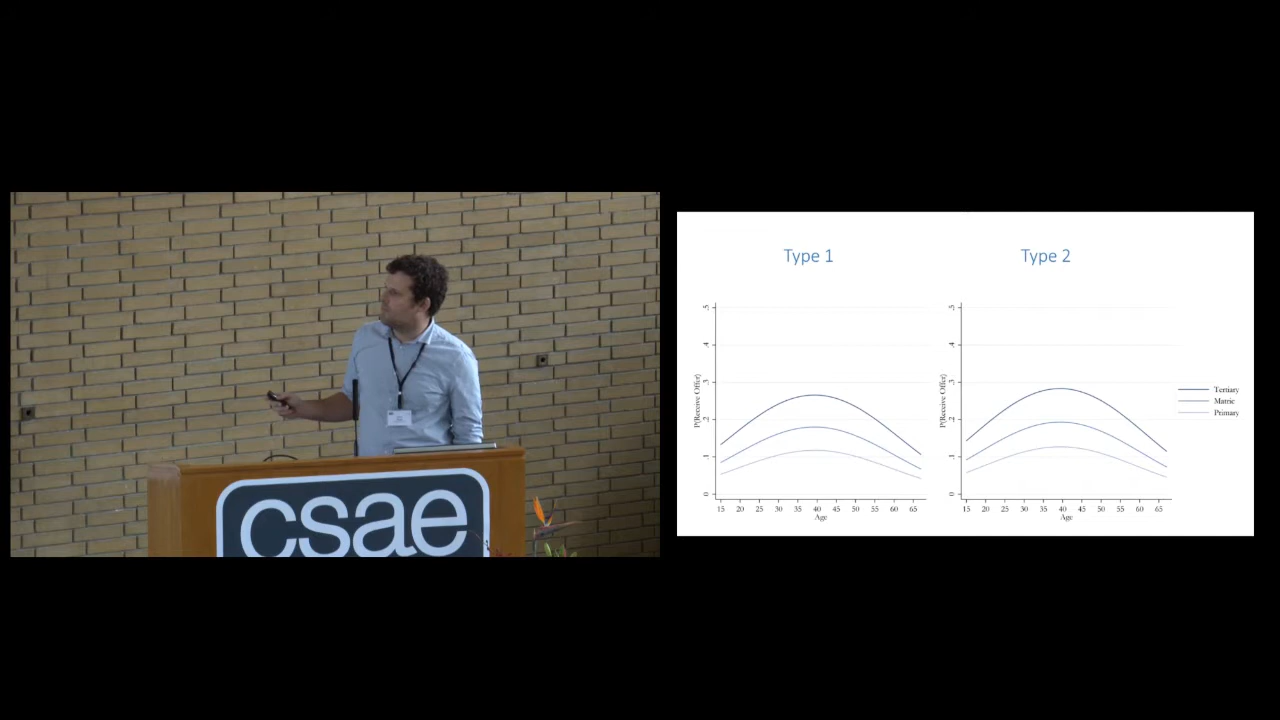 csae
Type 1
Type 2
P(Receive Offer)
.5
.4
.3
.2
.1
0
15 20 25 30 35 40 45 50 55 60 65
Age
P(Receive Offer)
.5
.4
.3
.2
.1
0
15 20 25 30 35 40 45 50 55 60 65
Age
Tertiary
Matric
Primary